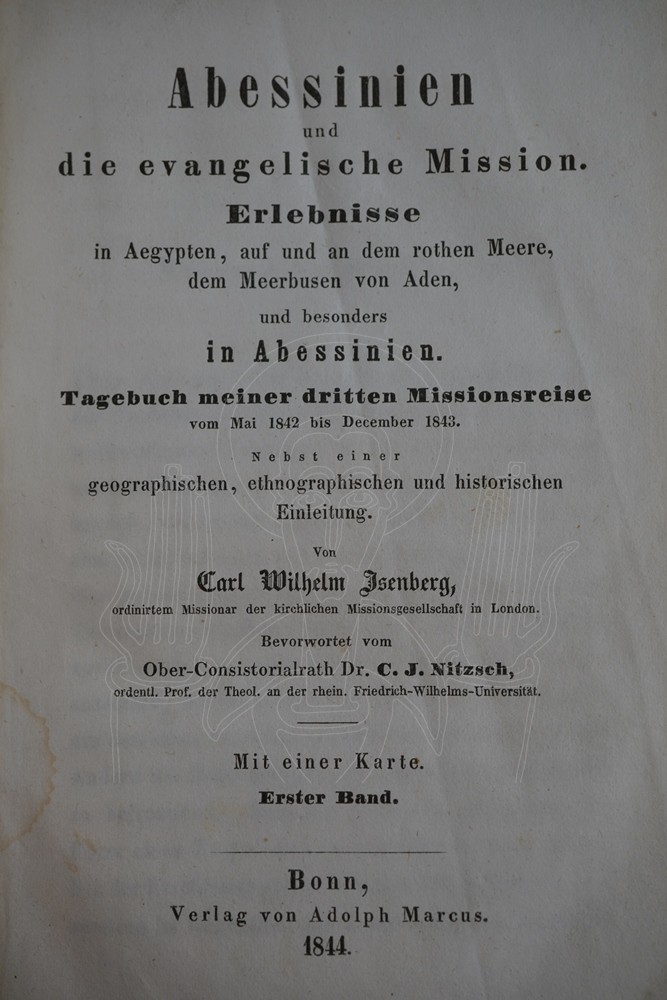 Abessinien
und
die evangelische Mission.
Erlebnisse
in Aegypten, auf und an dem rothen Meere,
dem Meerbusen von Aden,
und besonders
in Abessinien.
Tagebuch meiner dritten Missionsreise
vom Mai 1842 bis December 1843.
Nebst einer
geographischen, ethnographischen und historischen
Einleitung.
Von
Carl Wilhelm Isenberg,
ordinirtem Missionar der kirchlichen Missionsgesellschaft in London.
Bevorwortet vom
Ober-Consistorialrath Dr. C. J. Nitzsch,
ordentl. Prof. der Theol. an der rhein. Friedrich-Wilhelms-Universität.
Mit einer Karte.
Erster Band.
Bonn,
Verlag von Adolph Marcus.
1844.